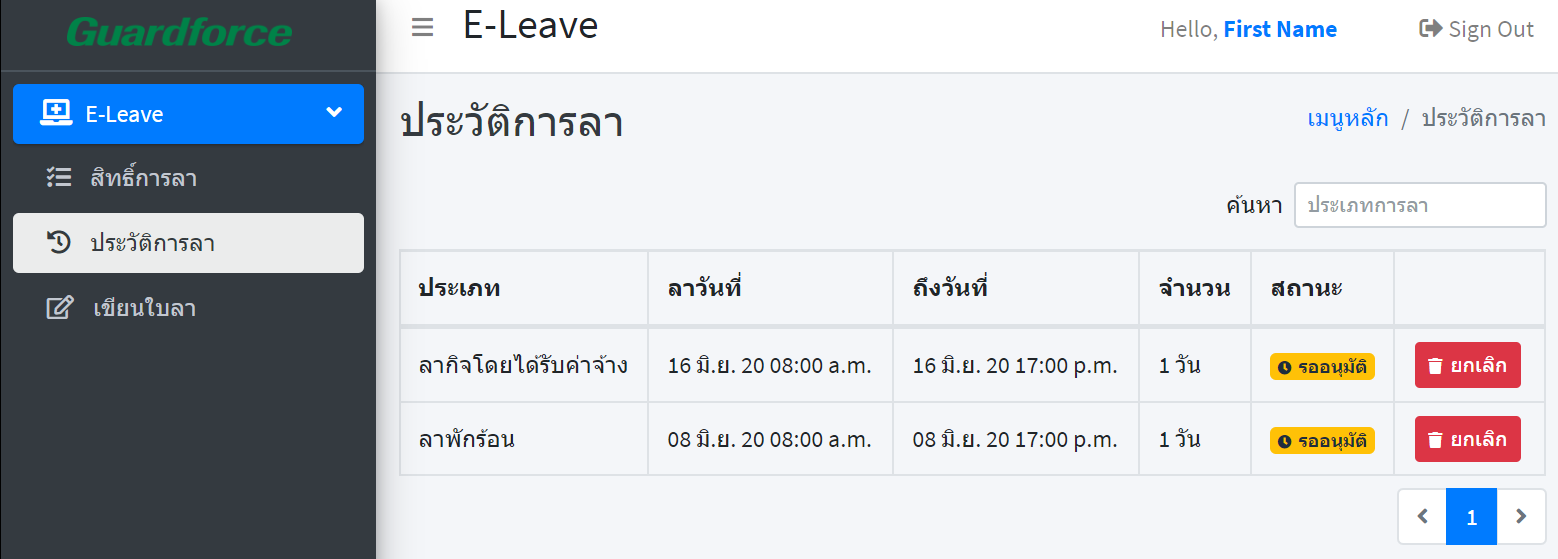 Guardforce
E-Leave
Hello, First Name
Sign Out
E-Leave
สิทธิ์การลา
ประวัติการลา
เขียนใบลา
ประวัติการลา
เมนูหลัก / ประวัติการลา
ค้นหา ประเภทการลา
ประเภท ลาวันที่ ถึงวันที่ จำนวน สถานะ
ลากิจโดยได้รับค่าจ้าง 16 มิ.ย. 20 08:00 a.m. 16 มิ.ย. 20 17:00 p.m. 1 วัน รออนุมัติ ยกเลิก
ลาพักร้อน 08 มิ.ย. 20 08:00 a.m. 08 มิ.ย. 20 17:00 p.m. 1 วัน รออนุมัติ ยกเลิก
1